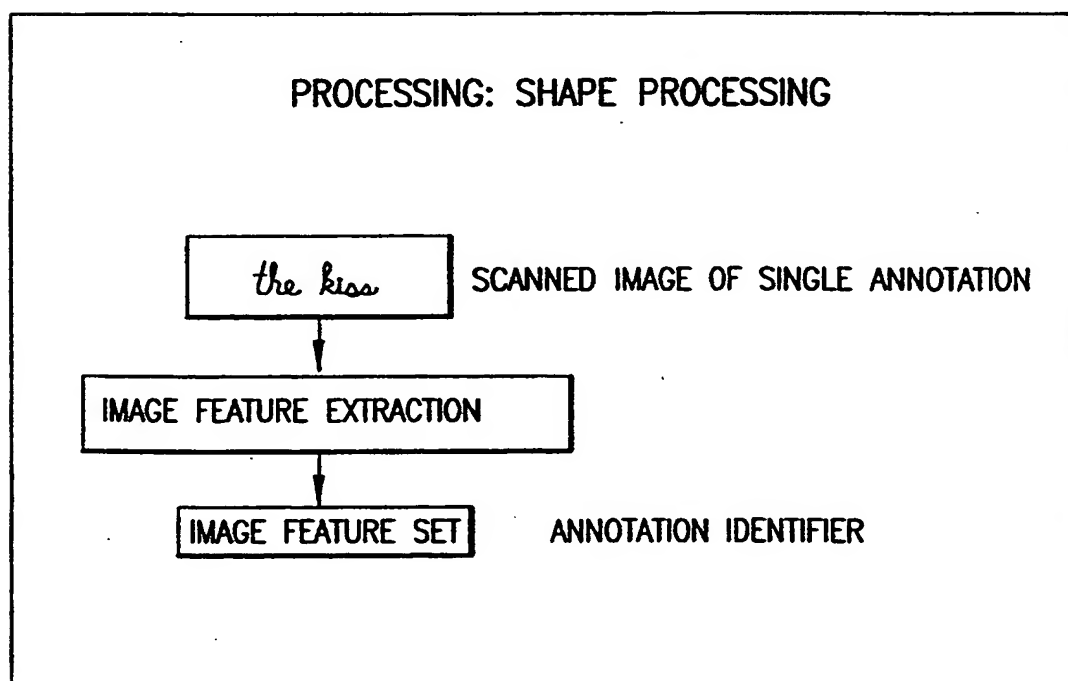 PROCESSING: SHAPE PROCESSING
the kiss
SCANNED IMAGE OF SINGLE ANNOTATION
IMAGE FEATURE EXTRACTION
IMAGE FEATURE SET
ANNOTATION IDENTIFIER